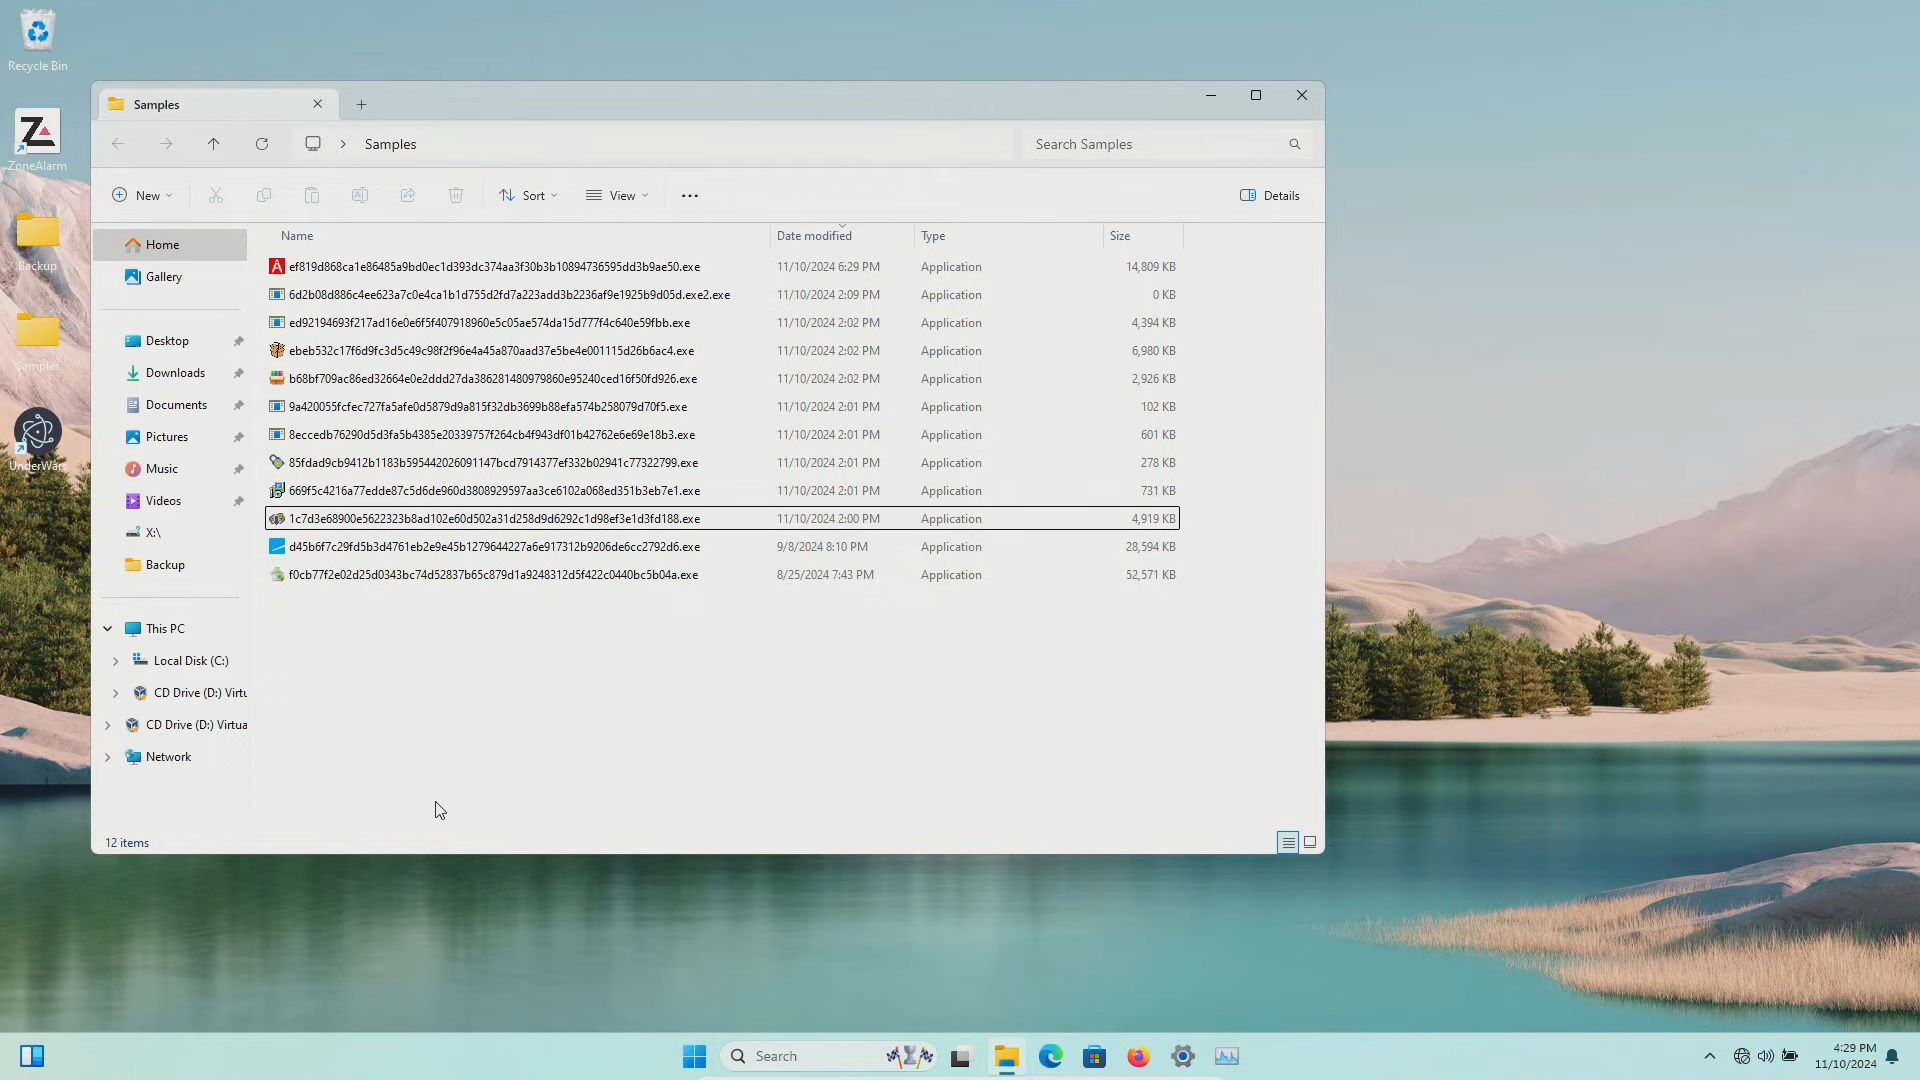 Recycle Bin
ZoneAlarm
Backup
Samples
UnderWars
Samples
Samples
Search Samples
New
Sort
View
Details
Home
Gallery
Desktop
Downloads
Documents
Pictures
Music
Videos
X:\
Backup
This PC
Local Disk (C:)
CD Drive (D:) Virtu
CD Drive (D:) Virtua
Network
Name Date modified Type Size
ef819d868ca1e86485a9bd0ec1d393dc374aa3f30b3b10894736595dd3b9ae50.exe 11/10/2024 6:29 PM Application 14,809 KB
6d2b08d886c4ee623a7c0e4ca1b1d755d2fd7a223add3b2236af9e1925b9d05d.exe2.exe 11/10/2024 2:09 PM Application 0 KB
ed92194693f217ad16e0e6f5f407918960e5c05ae574da15d777f4c640e59fbb.exe 11/10/2024 2:02 PM Application 4,394 KB
ebeb532c17f6d9fc3d5c49c98f2f96e4a45a870aad37e5be4e001115d26b6ac4.exe 11/10/2024 2:02 PM Application 6,980 KB
b68bf709ac86ed32664e0e2ddd27da386281480979860e95240ced16f50fd926.exe 11/10/2024 2:02 PM Application 2,926 KB
9a420055fcfec727fa5afe0d5879d9a815f32db3699b88efa574b258079d70f5.exe 11/10/2024 2:01 PM Application 102 KB
8eccedb76290d5d3fa5b4385e20339757f264cb4f943df01b42762e6e69e18b3.exe 11/10/2024 2:01 PM Application 601 KB
85fdad9cb9412b1183b595442026091147bcd7914377ef332b02941c77322799.exe 11/10/2024 2:01 PM Application 278 KB
669f5c4216a77edde87c5d6de960d3808929597aa3ce6102a068ed351b3eb7e1.exe 11/10/2024 2:01 PM Application 731 KB
1c7d3e68900e5622323b8ad102e60d502a31d258d9d6292c1d98ef3e1d3fd188.exe 11/10/2024 2:00 PM Application 4,919 KB
d45b6f7c29fd5b3d4761eb2e9e45b1279644227a6e917312b9206de6cc2792d6.exe 9/8/2024 8:10 PM Application 28,594 KB
f0cb77f2e02d25d0343bc74d52837b65c879d1a9248312d5f422c0440bc5b04a.exe 8/25/2024 7:43 PM Application 52,571 KB
12 items
Search
4:29 PM
11/10/2024